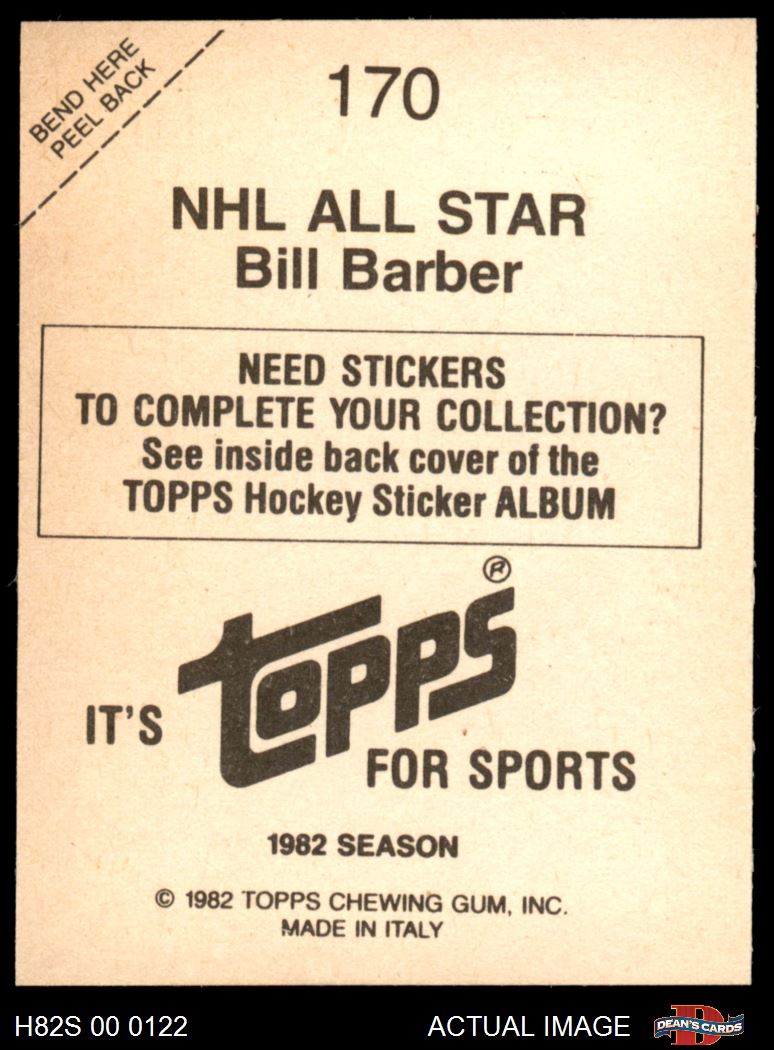 BEND HERE
PEEL BACK
170
NHL ALL STAR
Bill Barber
NEED STICKERS
TO COMPLETE YOUR COLLECTION?
See inside back cover of the
TOPPS Hockey Sticker ALBUM
IT'S topps ®
FOR SPORTS
1982 SEASON
© 1982 TOPPS CHEWING GUM, INC.
MADE IN ITALY
H82S 00 0122
ACTUAL IMAGE
D
DEAN'S CARDS